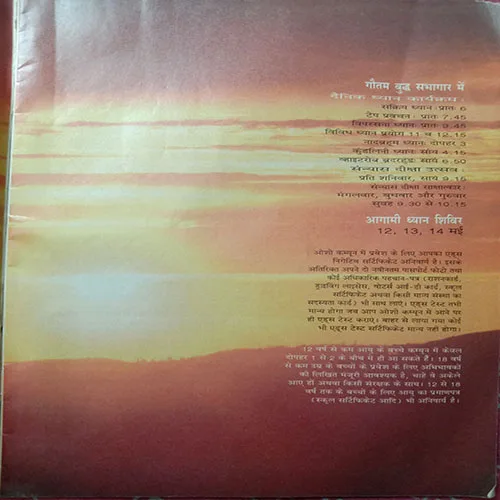 गौतम बुद्ध सभागार में
दैनिक ध्यान कार्यक्रम :
सक्रिय ध्यान: प्रातः 6
टेप प्रवचन: प्रातः 7.45
विपस्सना ध्यान: प्रातः 9.45
विविध ध्यान प्रयोग: 11 व 12.15
नादब्रह्म ध्यान: दोपहर 3
कुंडलिनी ध्यान: सायं 4.15
व्हाइट रोब ब्रदरहुड: सायं 6.50
संन्यास दीक्षा उत्सव:
प्रति शनिवार, सायं 9.15
संन्यास दीक्षा साक्षात्कार:
मंगलवार, बुधवार और गुरुवार
सुबह 9.30 से 10.15
आगामी ध्यान शिविर
12, 13, 14 मई
ओशो कम्यून में प्रवेश के लिए आपका एड्स
निगेटिव सर्टिफिकेट अनिवार्य है। इसके
अतिरिक्त अपने दो नवीनतम पासपोर्ट फोटो तथा
कोई अधिकारिक पहचान-पत्र (राशनकार्ड,
ड्राइविंग लाइसेंस, वोटर्स आई-डी कार्ड, स्कूल
सर्टिफिकेट अथवा किसी मान्य संस्था का
सदस्यता कार्ड) भी साथ लाएं। एड्स टेस्ट तभी
मान्य होगा जब आप ओशो कम्यून में आने पर
ही एड्स टेस्ट कराएं। बाहर से लाया गया कोई
भी एड्स टेस्ट सर्टिफिकेट मान्य नहीं होगा।
12 वर्ष से कम आयु के बच्चे कम्यून में केवल
दोपहर 1 से 2 के बीच में ही आ सकते हैं। 18 वर्ष
से कम उम्र के बच्चों के प्रवेश के लिए अभिभावकों
की लिखित मंजूरी आवश्यक है, चाहे वे अकेले
आए हों अथवा किसी संरक्षक के साथ। 12 से 18
वर्ष तक के बच्चों के लिए आयु का प्रमाणपत्र
(स्कूल सर्टिफिकेट आदि) भी अनिवार्य है।